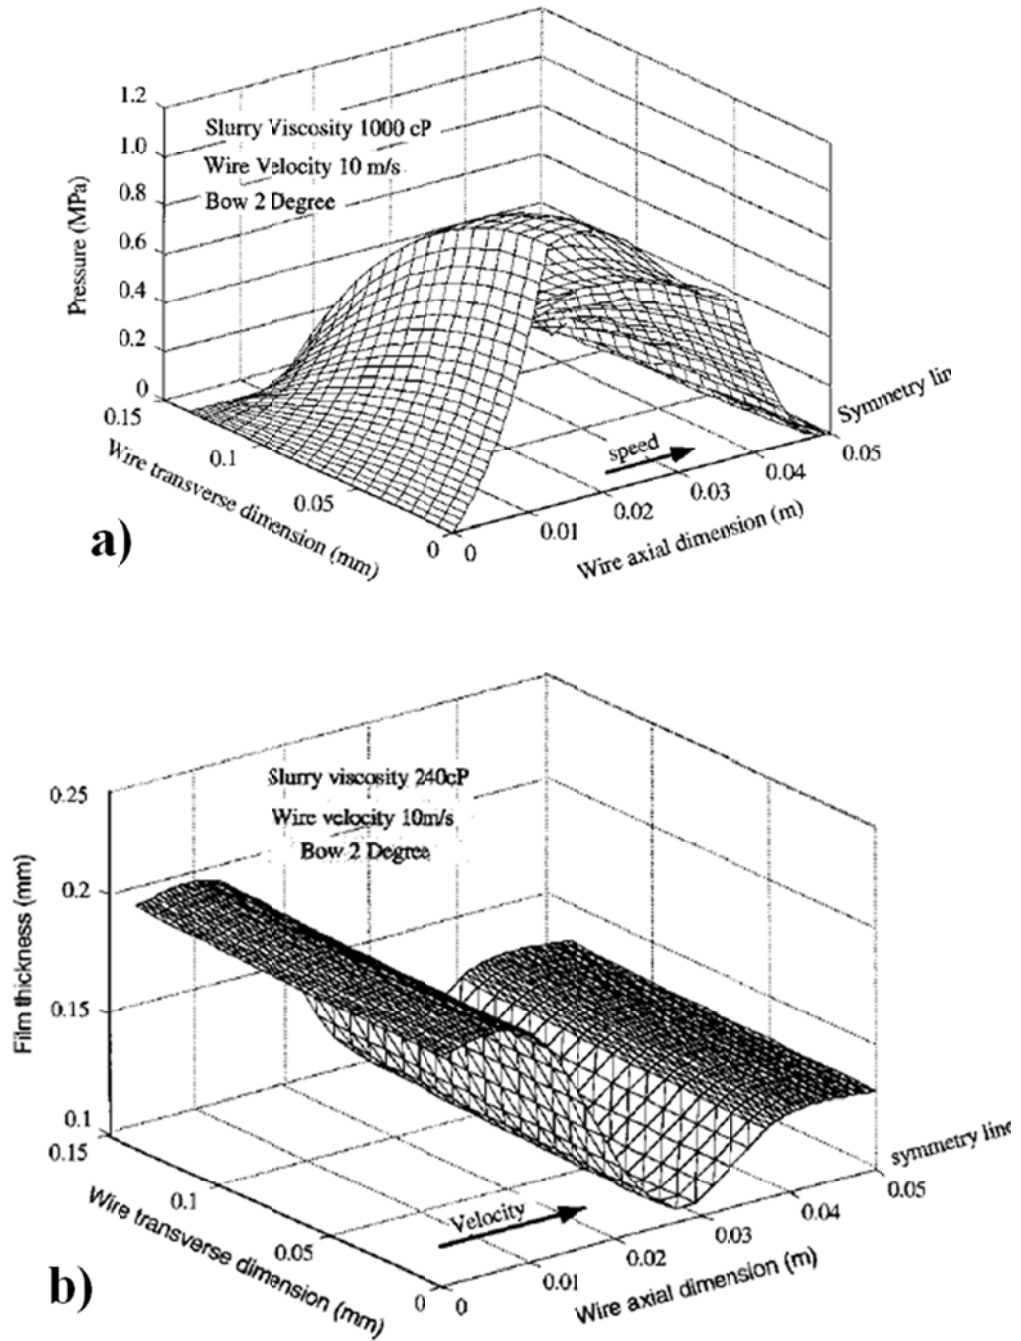 1.2
1.0
0.8
0.6
0.4
0.2
0
Pressure (MPa)
Slurry Viscosity 1000 cP
Wire Velocity 10 m/s
Bow 2 Degree
0.15
0.1
0.05
0
Wire transverse dimension (mm)
speed
Symmetry lin
0
0.01
0.02
0.03
0.04
0.05
Wire axial dimension (m)
a)
0.25
0.2
0.15
0.1
Film thickness (mm)
Slurry viscosity 240cP
Wire velocity 10m/s
Bow 2 Degree
0.15
0.1
0.05
0
Wire transverse dimension (mm)
Velocity
symmetry line
0
0.01
0.02
0.03
0.04
0.05
Wire axial dimension (m)
b)